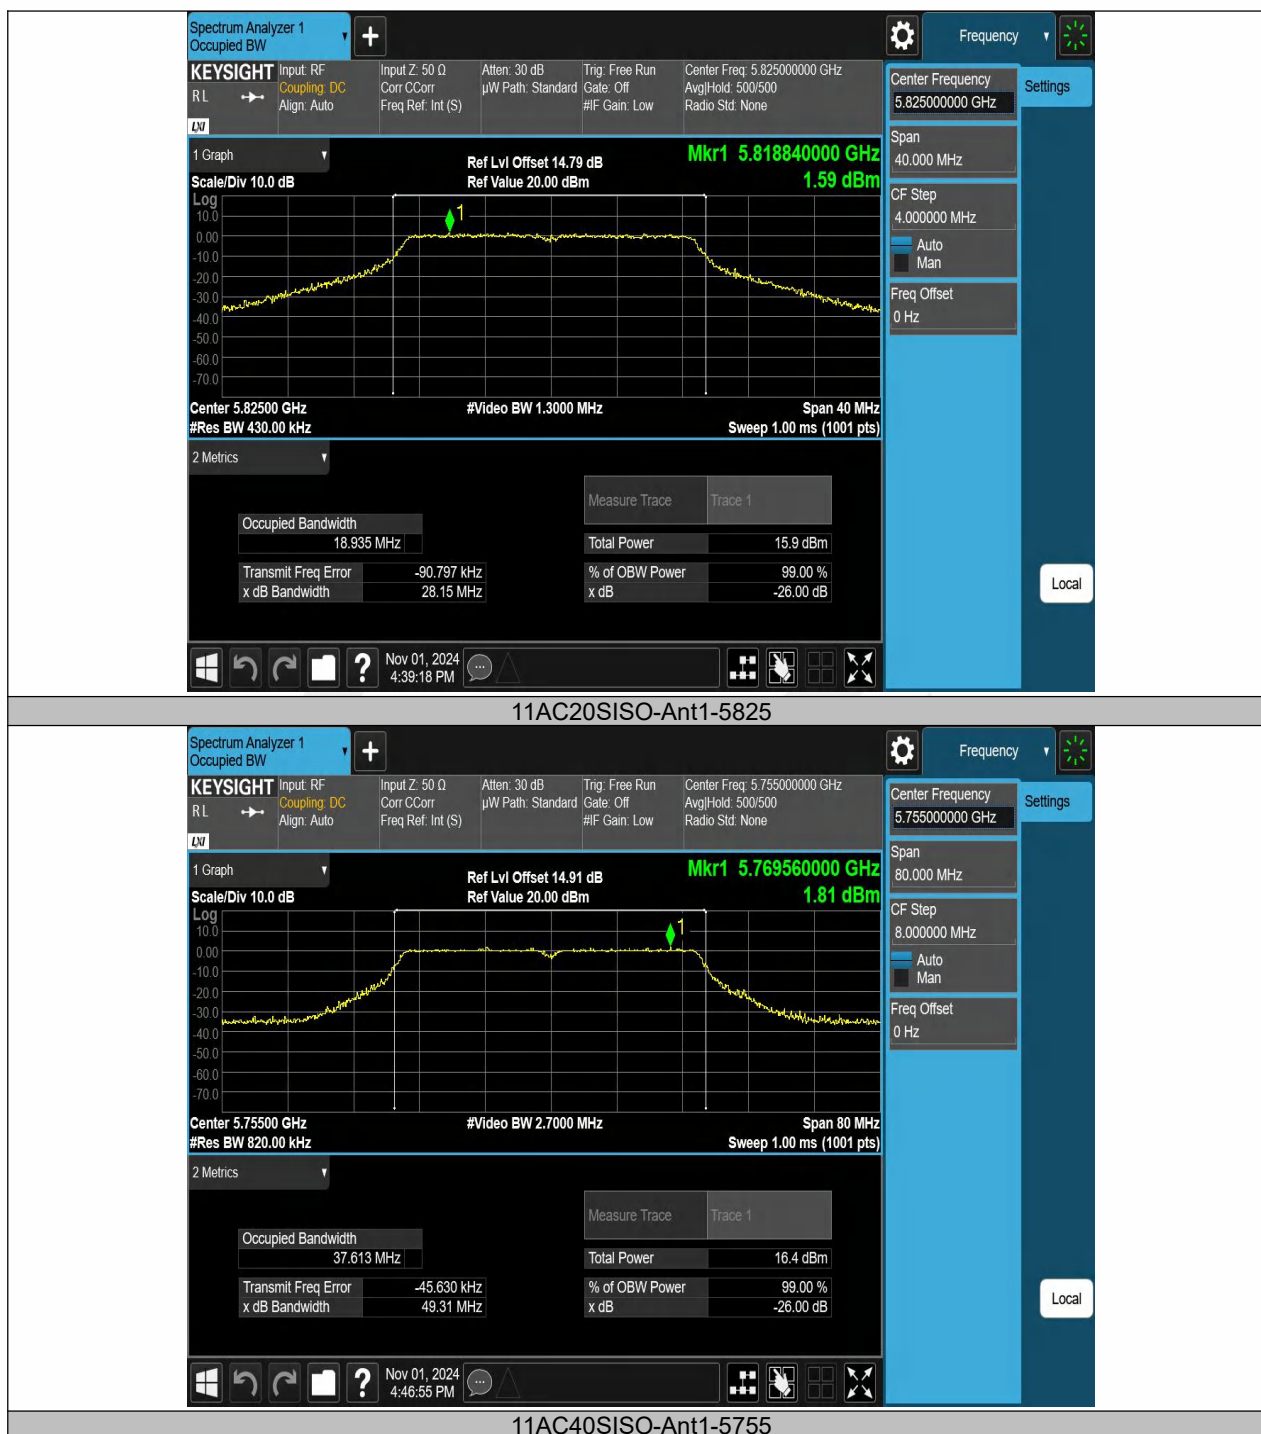 Spectrum Analyzer 1
Occupied BW
+
Frequency
KEYSIGHT
RL
LXI
Input: RF
Coupling: DC
Align: Auto
Input Z: 50 Ω
Corr CCorr
Freq Ref: Int (S)
Atten: 30 dB
µW Path: Standard
Trig: Free Run
Gate: Off
#IF Gain: Low
Center Freq: 5.825000000 GHz
Avg|Hold: 500/500
Radio Std: None
Center Frequency
5.825000000 GHz
Settings
Span
40.000 MHz
CF Step
4.000000 MHz
Auto
Man
Freq Offset
0 Hz
Local
1 Graph
Scale/Div 10.0 dB
Ref Lvl Offset 14.79 dB
Ref Value 20.00 dBm
Mkr1 5.818840000 GHz
1.59 dBm
Log
10.0
0.00
-10.0
-20.0
-30.0
-40.0
-50.0
-60.0
-70.0
1
Center 5.82500 GHz
#Res BW 430.00 kHz
#Video BW 1.3000 MHz
Span 40 MHz
Sweep 1.00 ms (1001 pts)
2 Metrics
Measure Trace Trace 1
Occupied Bandwidth
18.935 MHz
Total Power 15.9 dBm
Transmit Freq Error -90.797 kHz
% of OBW Power 99.00 %
x dB Bandwidth 28.15 MHz
x dB -26.00 dB
?
Nov 01, 2024
4:39:18 PM
11AC20SISO-Ant1-5825
Spectrum Analyzer 1
Occupied BW
+
Frequency
KEYSIGHT
RL
LXI
Input: RF
Coupling: DC
Align: Auto
Input Z: 50 Ω
Corr CCorr
Freq Ref: Int (S)
Atten: 30 dB
µW Path: Standard
Trig: Free Run
Gate: Off
#IF Gain: Low
Center Freq: 5.755000000 GHz
Avg|Hold: 500/500
Radio Std: None
Center Frequency
5.755000000 GHz
Settings
Span
80.000 MHz
CF Step
8.000000 MHz
Auto
Man
Freq Offset
0 Hz
Local
1 Graph
Scale/Div 10.0 dB
Ref Lvl Offset 14.91 dB
Ref Value 20.00 dBm
Mkr1 5.769560000 GHz
1.81 dBm
Log
10.0
0.00
-10.0
-20.0
-30.0
-40.0
-50.0
-60.0
-70.0
1
Center 5.75500 GHz
#Res BW 820.00 kHz
#Video BW 2.7000 MHz
Span 80 MHz
Sweep 1.00 ms (1001 pts)
2 Metrics
Measure Trace Trace 1
Occupied Bandwidth
37.613 MHz
Total Power 16.4 dBm
Transmit Freq Error -45.630 kHz
% of OBW Power 99.00 %
x dB Bandwidth 49.31 MHz
x dB -26.00 dB
?
Nov 01, 2024
4:46:55 PM
11AC40SISO-Ant1-5755